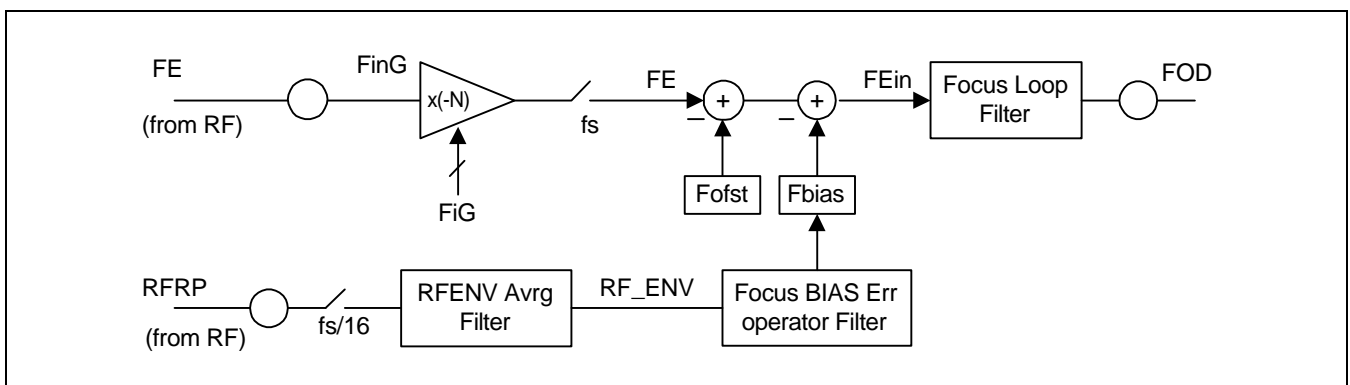 FE
(from RF)
FinG
x(-N)
FiG
fs
FE
+
–
+
–
FEin
Focus Loop
Filter
FOD
Fofst
Fbias
RFRP
(from RF)
fs/16
RFENV Avrg
Filter
RF_ENV
Focus BIAS Err
operator Filter